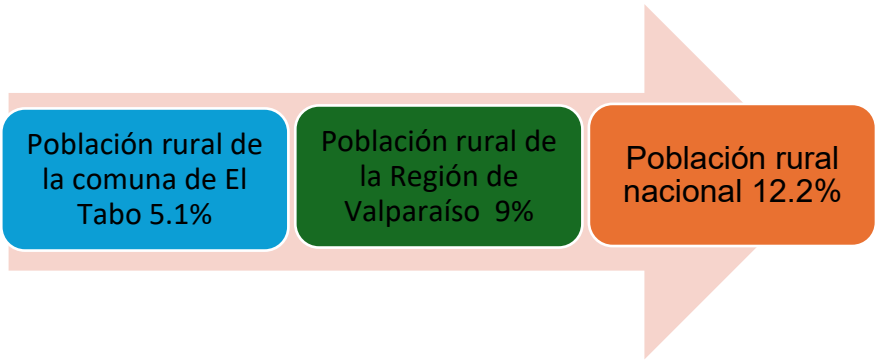 Población rural de
la comuna de El
Tabo 5.1%
Población rural de
la Región de
Valparaíso  9%
Población rural
nacional 12.2%